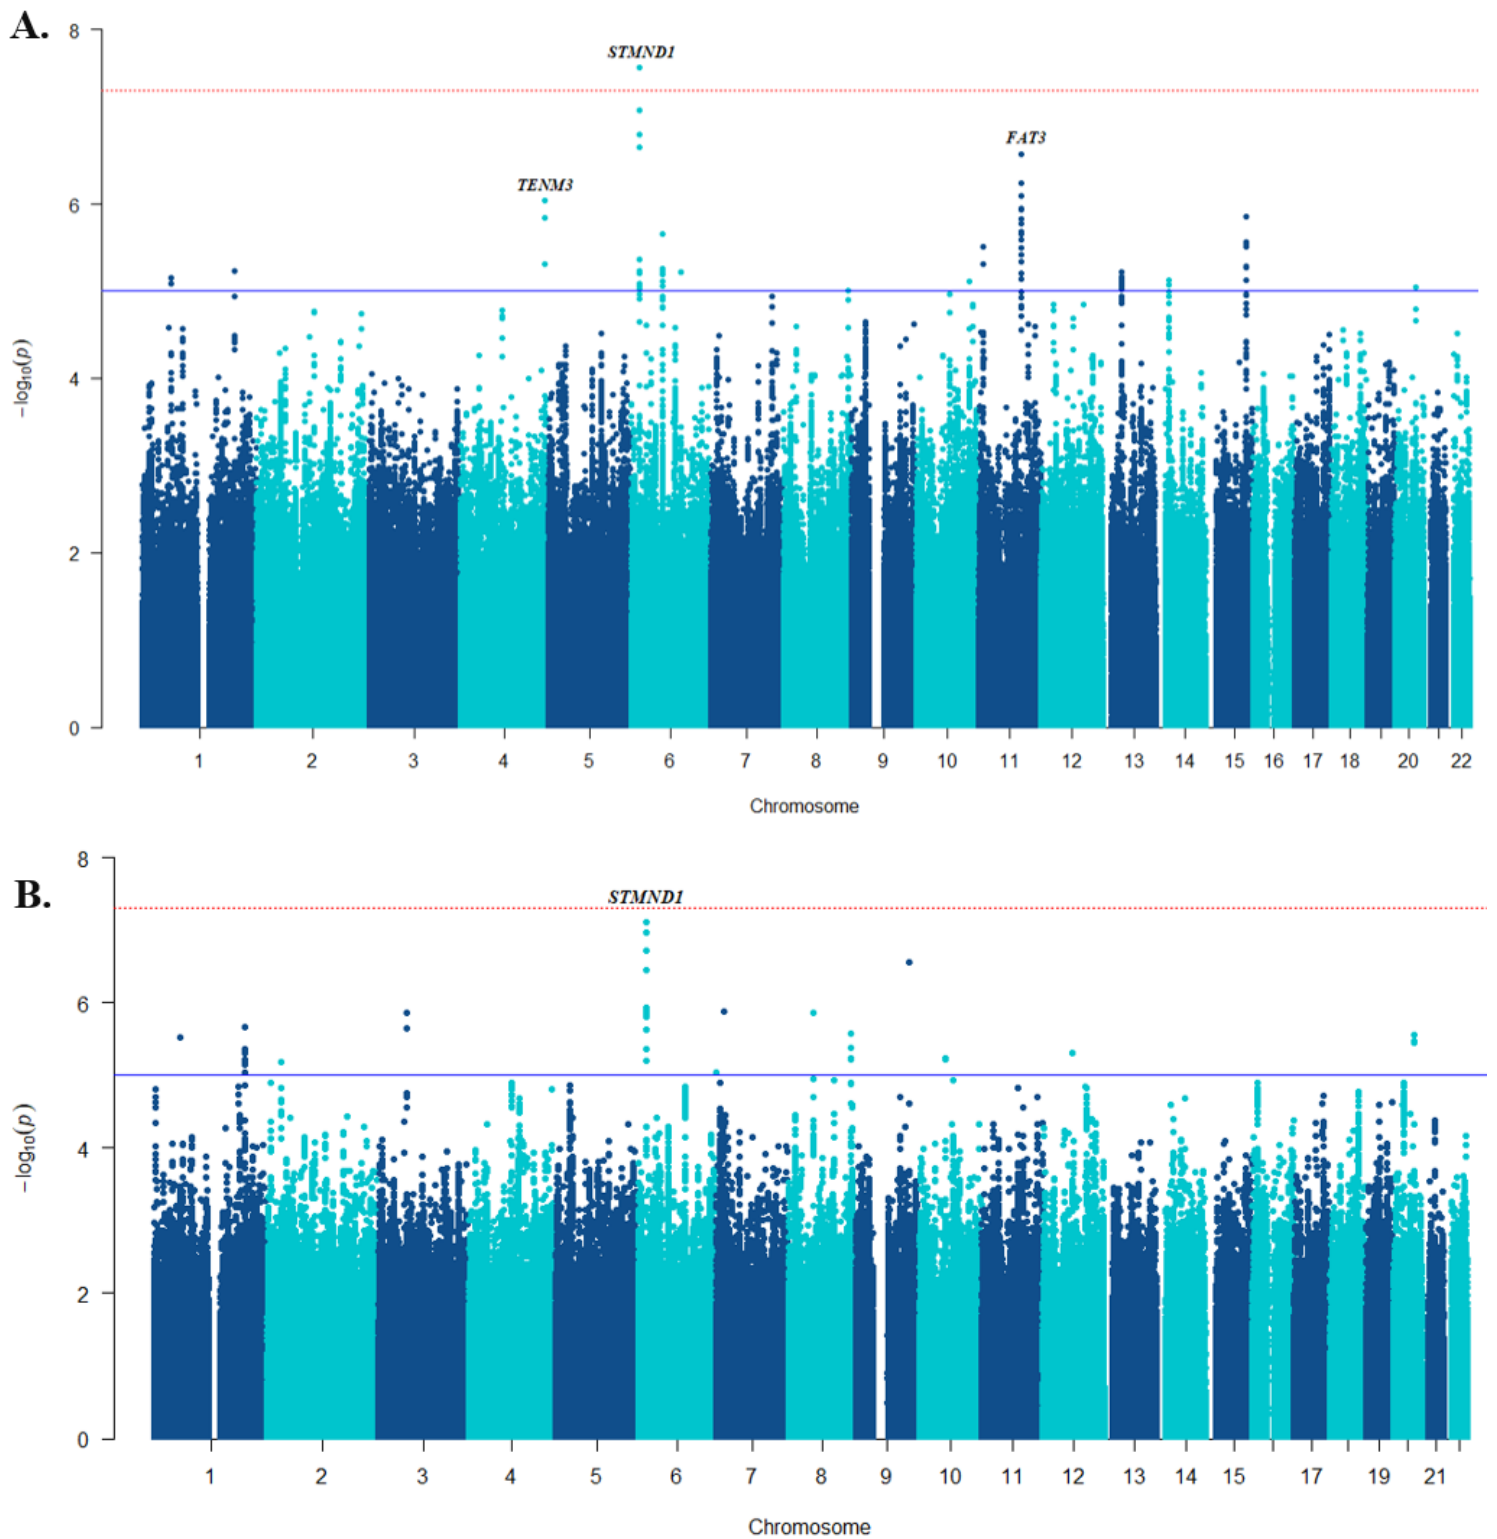 A.
8
STMND1
FAT3
TENM3
6
4
2
0
−log₁₀(p)
1 2 3 4 5 6 7 8 9 10 11 12 13 14 15 16 17 18 20 22
Chromosome
B.
8
STMND1
6
4
2
0
−log₁₀(p)
1 2 3 4 5 6 7 8 9 10 11 12 13 14 15 17 19 21
Chromosome